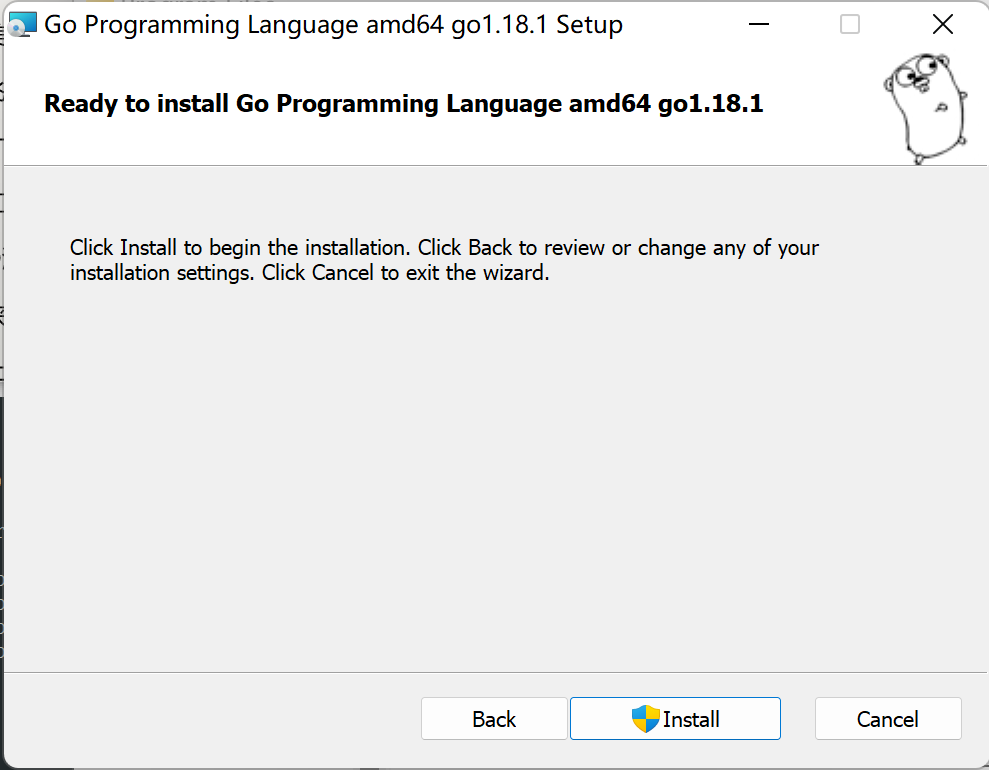 Go Programming Language amd64 go1.18.1 Setup
Ready to install Go Programming Language amd64 go1.18.1
Click Install to begin the installation. Click Back to review or change any of your
installation settings. Click Cancel to exit the wizard.
Back
Install
Cancel